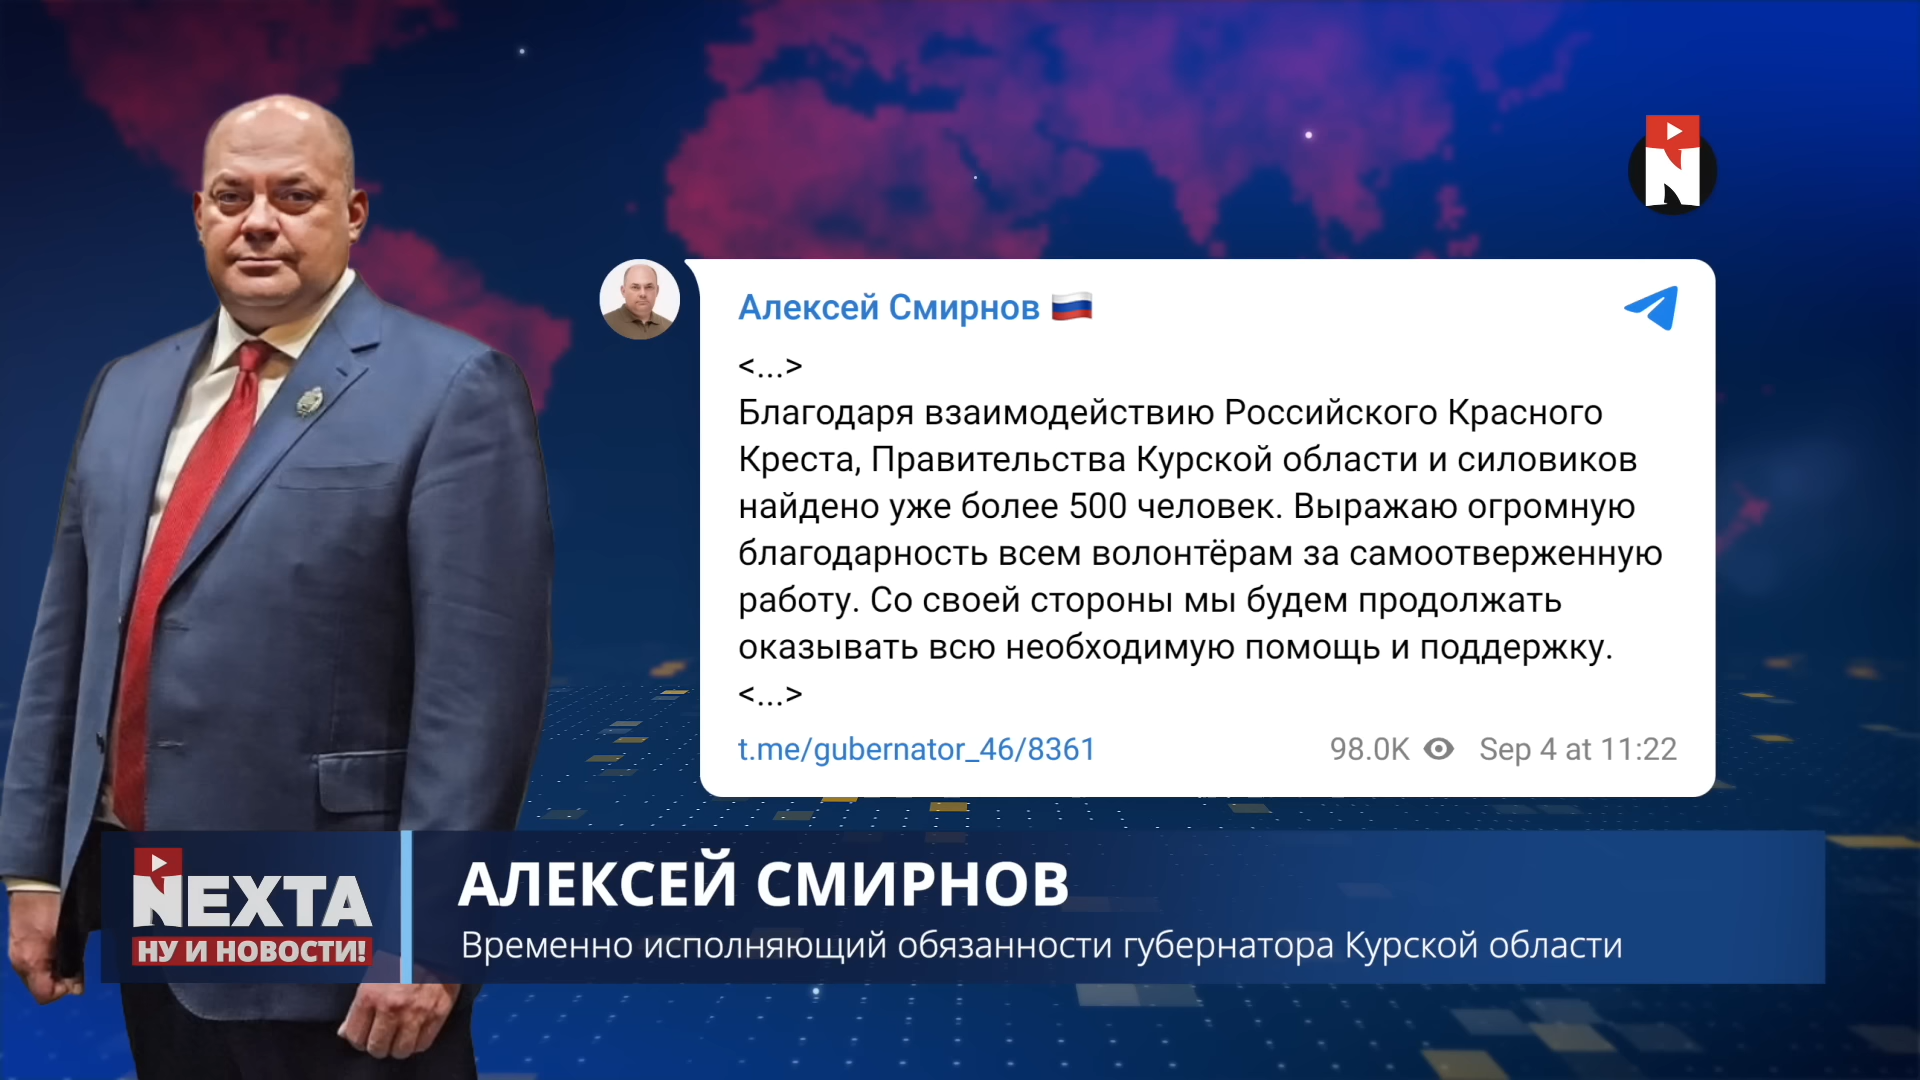 Алексей Смирнов
<...>
Благодаря взаимодействию Российского Красного
Креста, Правительства Курской области и силовиков
найдено уже более 500 человек. Выражаю огромную
благодарность всем волонтёрам за самоотверженную
работу. Со своей стороны мы будем продолжать
оказывать всю необходимую помощь и поддержку.
<...>
t.me/gubernator_46/8361 98.0K Sep 4 at 11:22
NEXTA
НУ И НОВОСТИ!
АЛЕКСЕЙ СМИРНОВ
Временно исполняющий обязанности губернатора Курской области
N